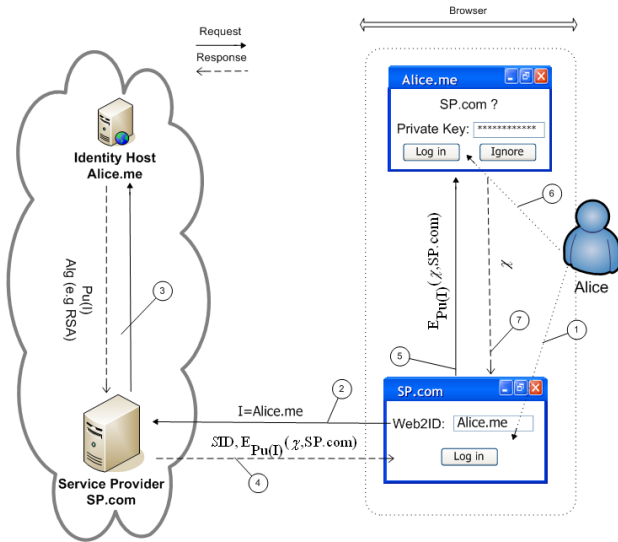 Browser
Request
Response
Alice.me
SP.com ?
Private Key: ************
Log in
Ignore
Identity Host
Alice.me
6
Pu(I)
Alg (e.g RSA)
3
E_Pu(I)(χ,SP.com)
χ
Alice
1
7
5
2
I=Alice.me
SP.com
Web2ID: Alice.me
SID, E_Pu(I)(χ,SP.com)
Log in
4
Service Provider
SP.com